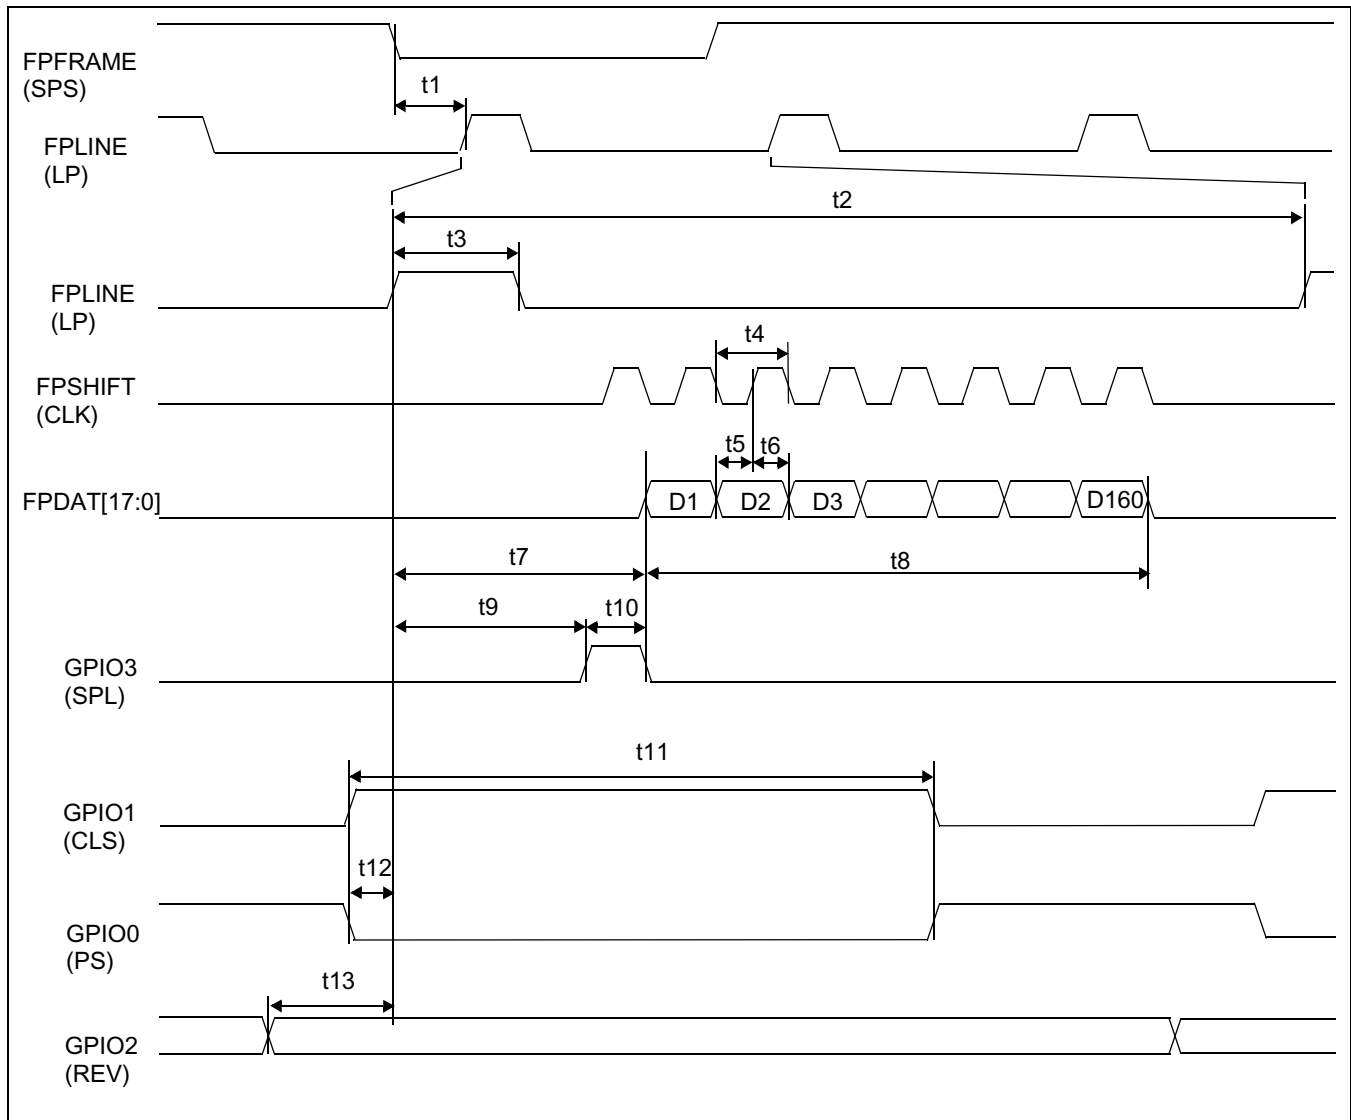 FPFRAME
(SPS)
t1
FPLINE
(LP)
t2
t3
FPLINE
(LP)
t4
FPSHIFT
(CLK)
t5 t6
FPDAT[17:0]
D1 D2 D3 D160
t7
t8
t9 t10
GPIO3
(SPL)
t11
GPIO1
(CLS)
t12
GPIO0
(PS)
t13
GPIO2
(REV)